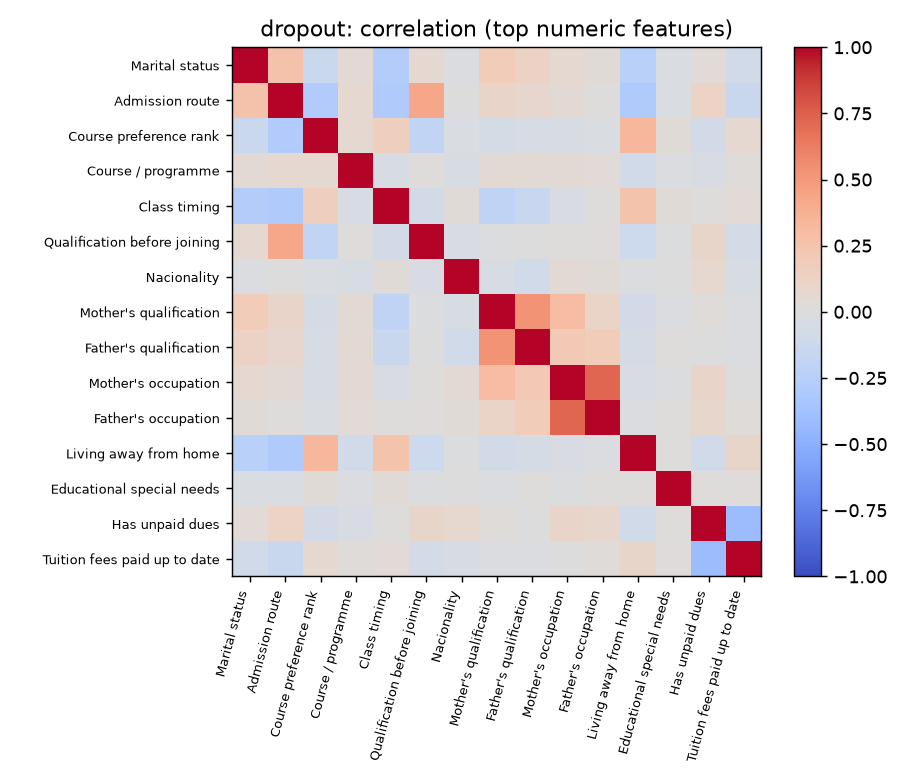 dropout: correlation (top numeric features)
Marital status
Admission route
Course preference rank
Course / programme
Class timing
Qualification before joining
Nacionality
Mother's qualification
Father's qualification
Mother's occupation
Father's occupation
Living away from home
Educational special needs
Has unpaid dues
Tuition fees paid up to date
Marital status
Admission route
Course preference rank
Course / programme
Class timing
Qualification before joining
Nacionality
Mother's qualification
Father's qualification
Mother's occupation
Father's occupation
Living away from home
Educational special needs
Has unpaid dues
Tuition fees paid up to date
1.00
0.75
0.50
0.25
0.00
−0.25
−0.50
−0.75
−1.00